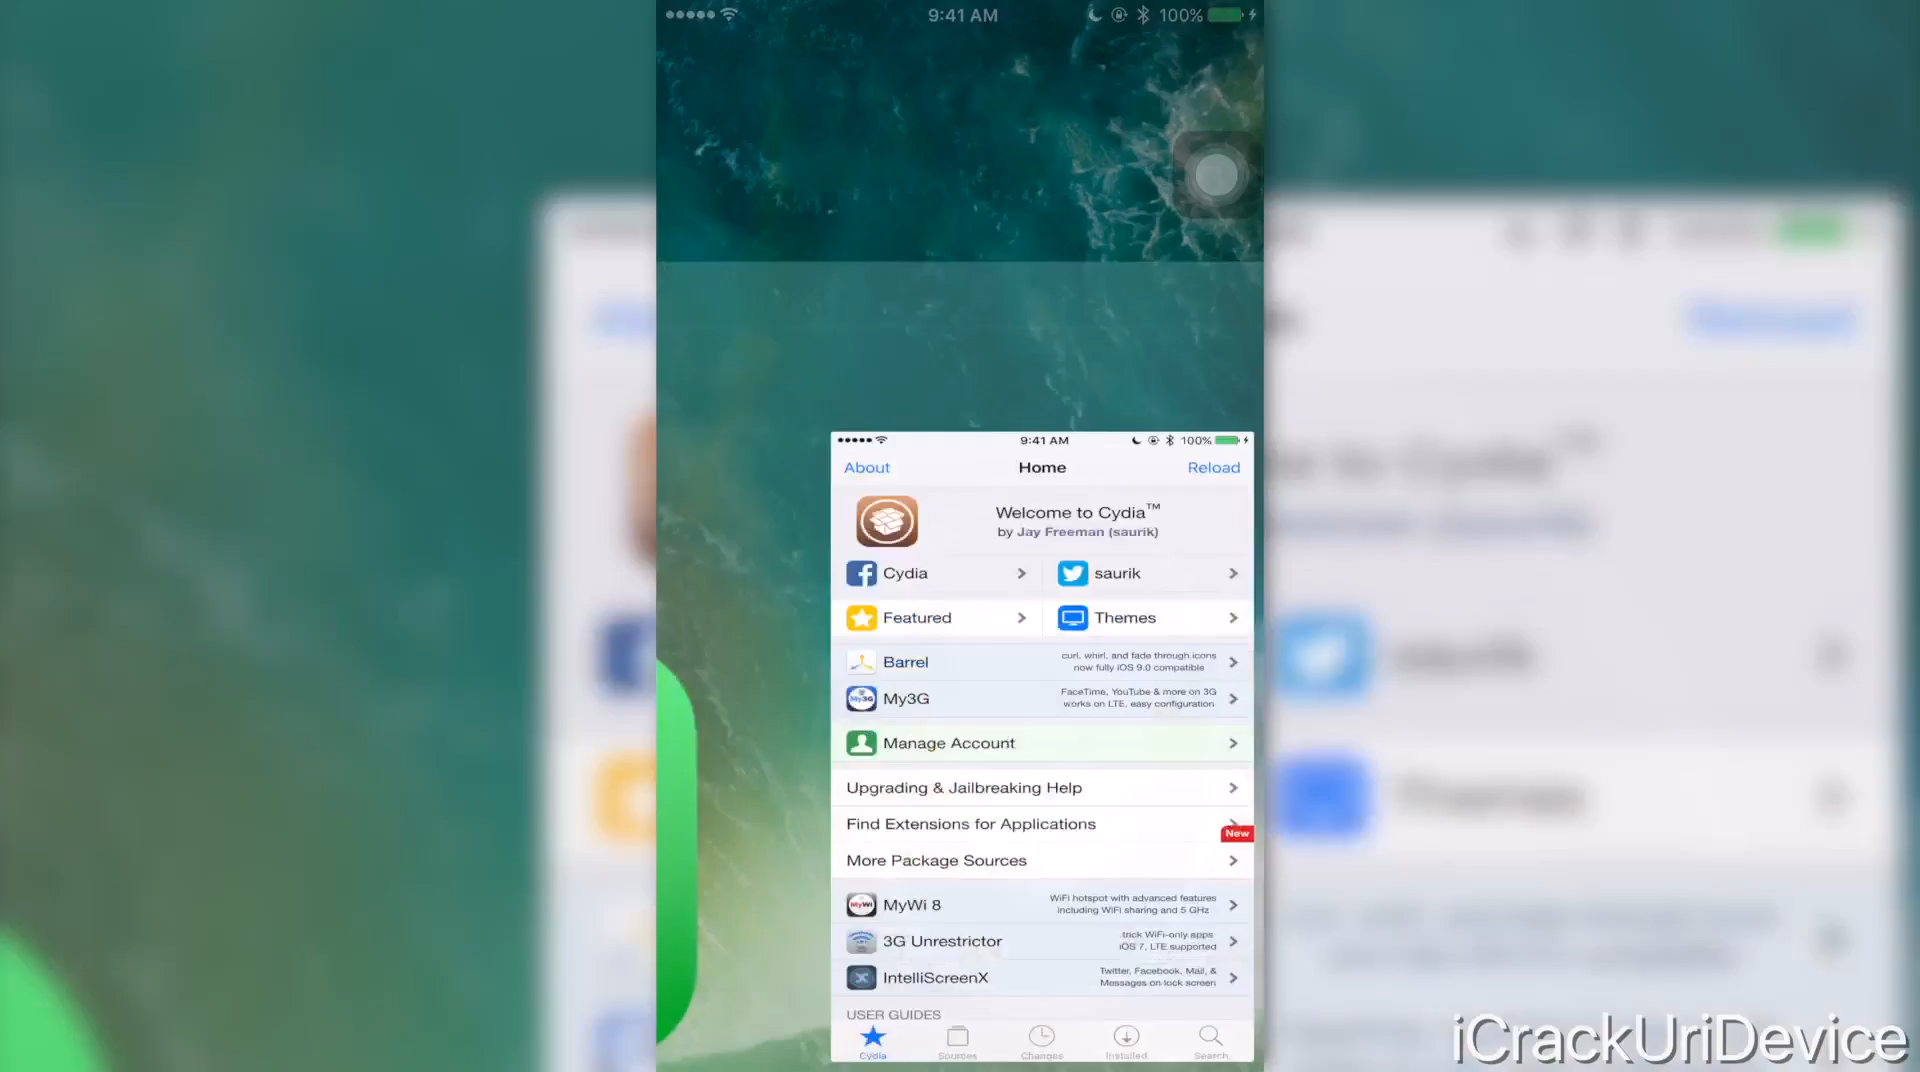 9:41 AM 100%
9:41 AM 100%
About Home Reload
Welcome to Cydia™
by Jay Freeman (saurik)
Cydia saurik
Featured Themes
Barrel
curl, whirl, and fade through icons
now fully iOS 9.0 compatible
My3G
FaceTime, YouTube & more on 3G
works on LTE, easy configuration
Manage Account
Upgrading & Jailbreaking Help
Find Extensions for Applications
New
More Package Sources
MyWi
MyWi 8
WiFi hotspot with advanced features
including WiFi sharing and 5 GHz
3G Unrestrictor
trick WiFi-only apps
iOS 7, LTE supported
IntelliScreenX
Twitter, Facebook, Mail, &
Messages on lock screen
USER GUIDES
Cydia Sources Changes Installed Search
iCrackUriDevice